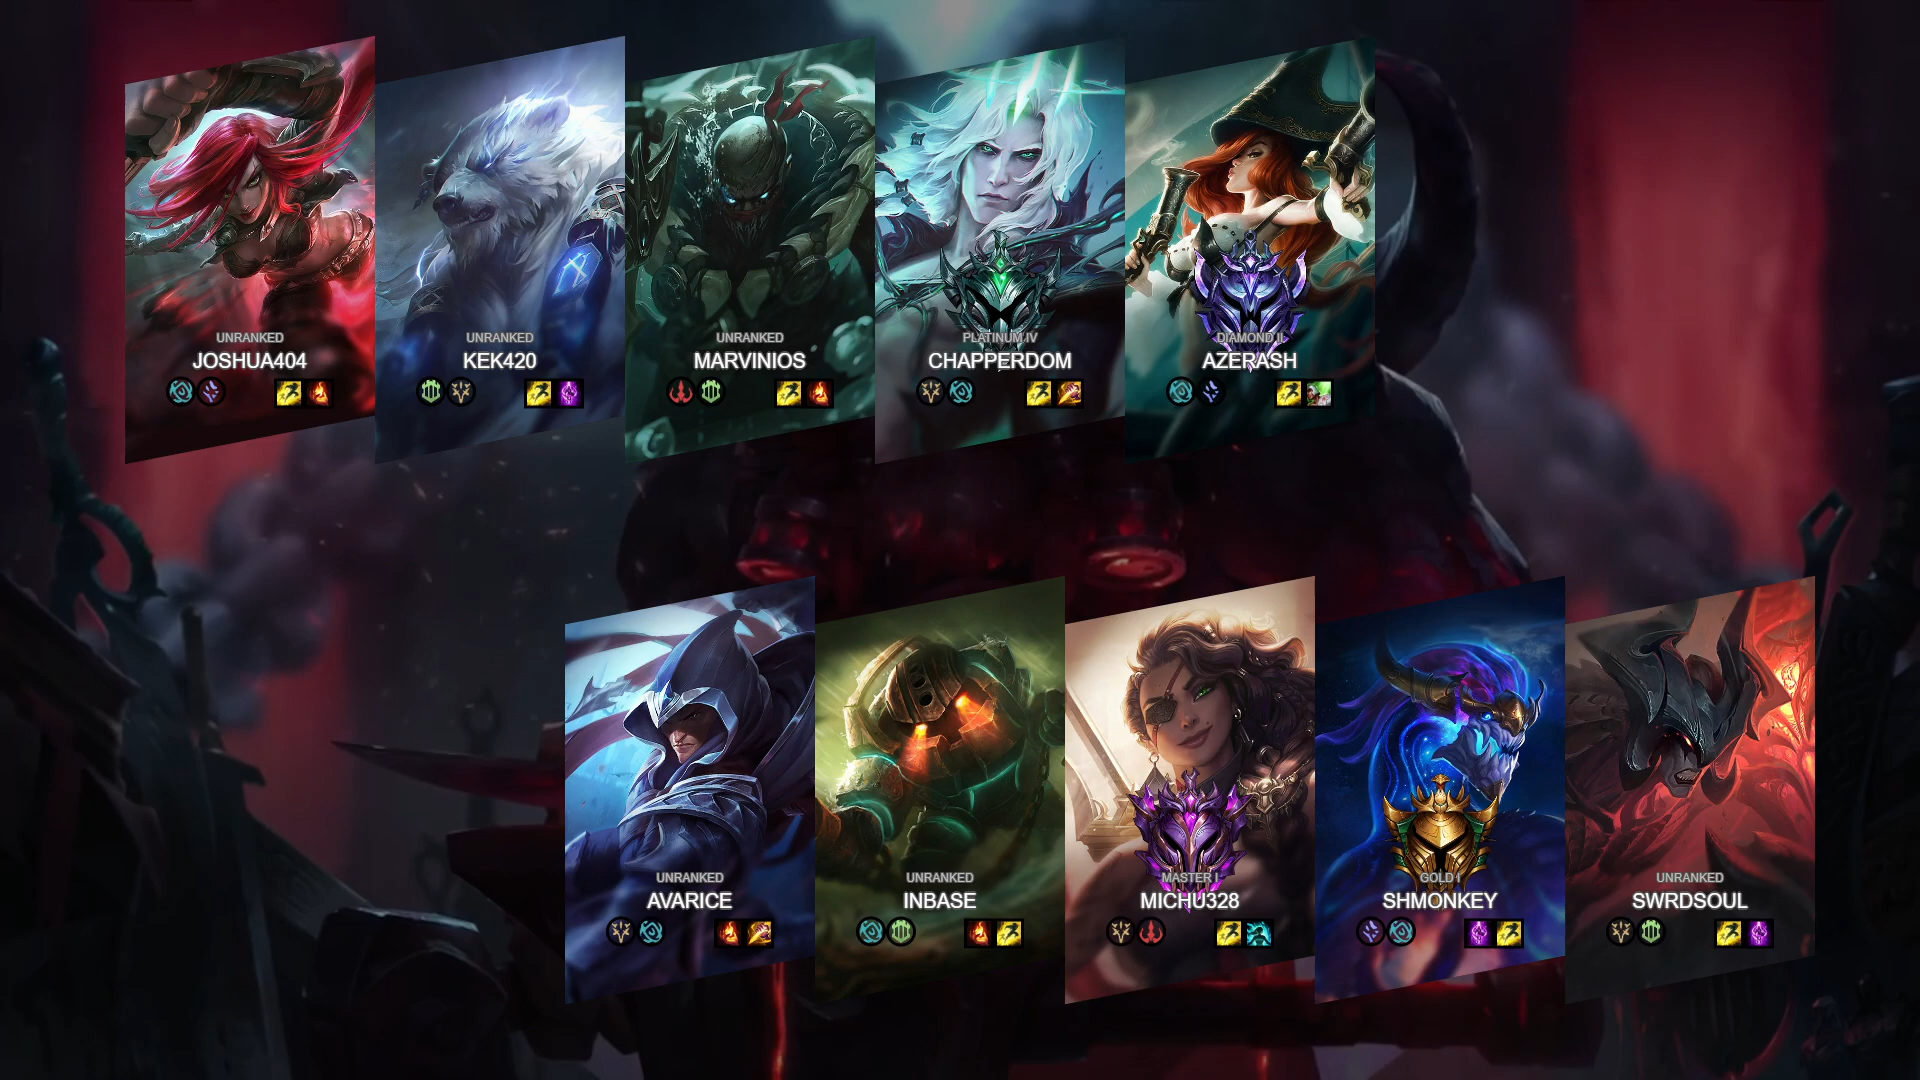 UNRANKED
JOSHUA404
UNRANKED
KEK420
UNRANKED
MARVINIOS
PLATINUM IV
CHAPPERDOM
DIAMOND II
AZERASH
UNRANKED
AVARICE
UNRANKED
INBASE
MASTER I
MICHU328
GOLD I
SHMONKEY
UNRANKED
SWRDSOUL